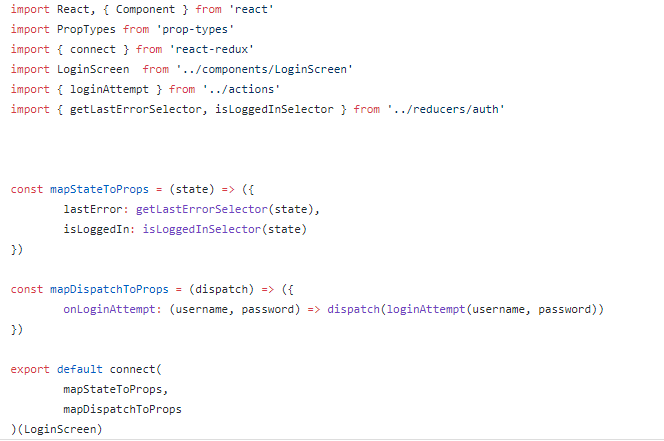 import React, { Component } from 'react'
import PropTypes from 'prop-types'
import { connect } from 'react-redux'
import LoginScreen  from '../components/LoginScreen'
import { loginAttempt } from '../actions'
import { getLastErrorSelector, isLoggedInSelector } from '../reducers/auth'
const mapStateToProps = (state) => ({
        lastError: getLastErrorSelector(state),
        isLoggedIn: isLoggedInSelector(state)
})
const mapDispatchToProps = (dispatch) => ({
        onLoginAttempt: (username, password) => dispatch(loginAttempt(username, password))
})
export default connect(
        mapStateToProps,
        mapDispatchToProps
)(LoginScreen)